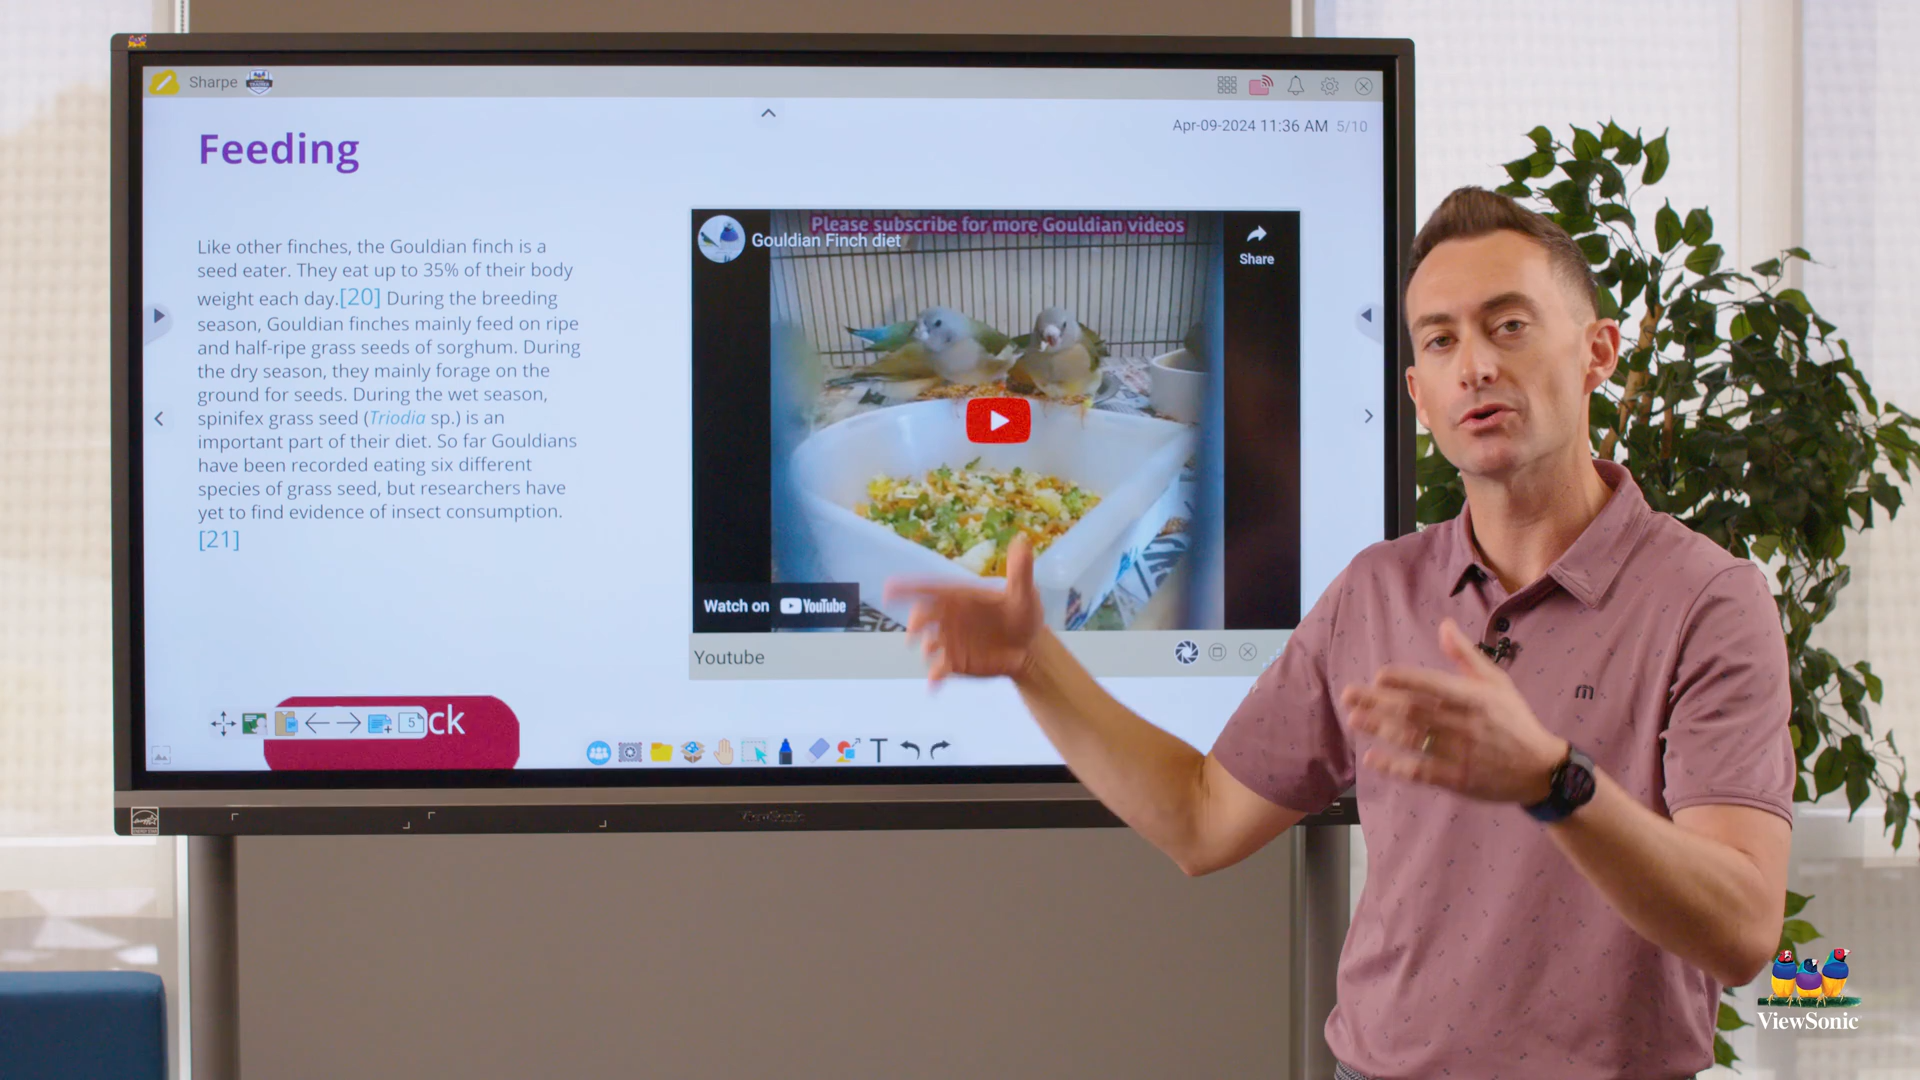 Sharpe
Apr-09-2024 11:36 AM 5/10
Feeding
Like other finches, the Gouldian finch is a
seed eater. They eat up to 35% of their body
weight each day.[20] During the breeding
season, Gouldian finches mainly feed on ripe
and half-ripe grass seeds of sorghum. During
the dry season, they mainly forage on the
ground for seeds. During the wet season,
spinifex grass seed (Triodia sp.) is an
important part of their diet. So far Gouldians
have been recorded eating six different
species of grass seed, but researchers have
yet to find evidence of insect consumption.
[21]
Please subscribe for more Gouldian videos
Gouldian Finch diet
Share
Watch on YouTube
Youtube
5
ck
T
ViewSonic
m
ViewSonic